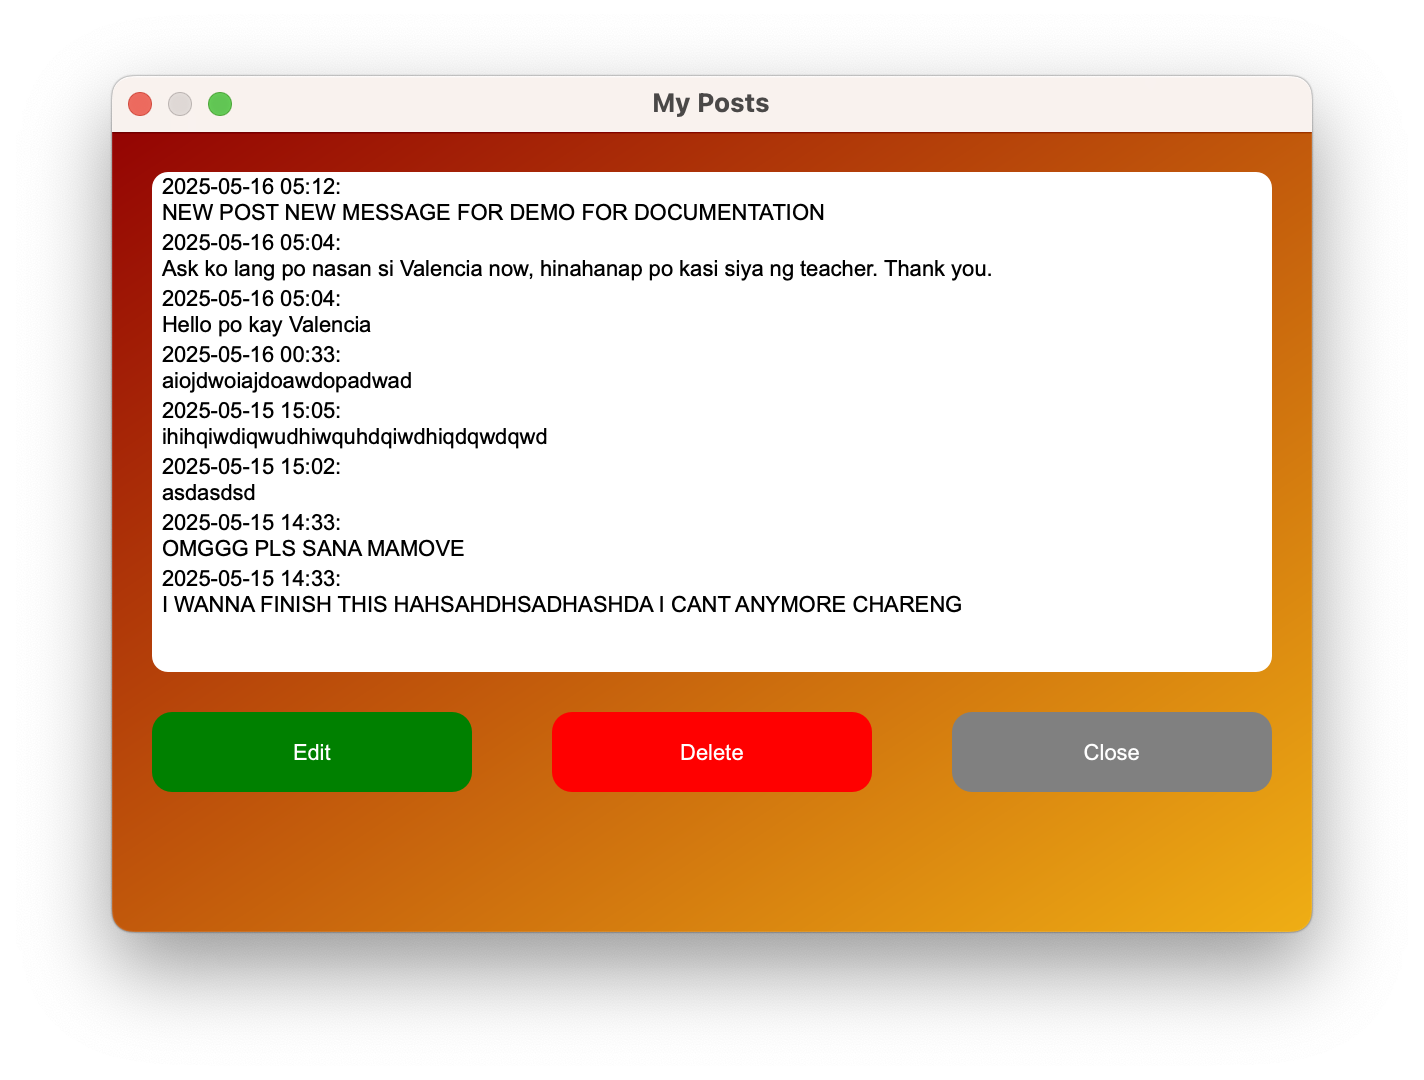 My Posts
2025-05-16 05:12:
NEW POST NEW MESSAGE FOR DEMO FOR DOCUMENTATION
2025-05-16 05:04:
Ask ko lang po nasan si Valencia now, hinahanap po kasi siya ng teacher. Thank you.
2025-05-16 05:04:
Hello po kay Valencia
2025-05-16 00:33:
aiojdwoiajdoawdopadwad
2025-05-15 15:05:
ihihqiwdiqwudhiwquhdqiwdhiqdqwdqwd
2025-05-15 15:02:
asdasdsd
2025-05-15 14:33:
OMGGG PLS SANA MAMOVE
2025-05-15 14:33:
I WANNA FINISH THIS HAHSAHDHSADHASHDA I CANT ANYMORE CHARENG
Edit
Delete
Close